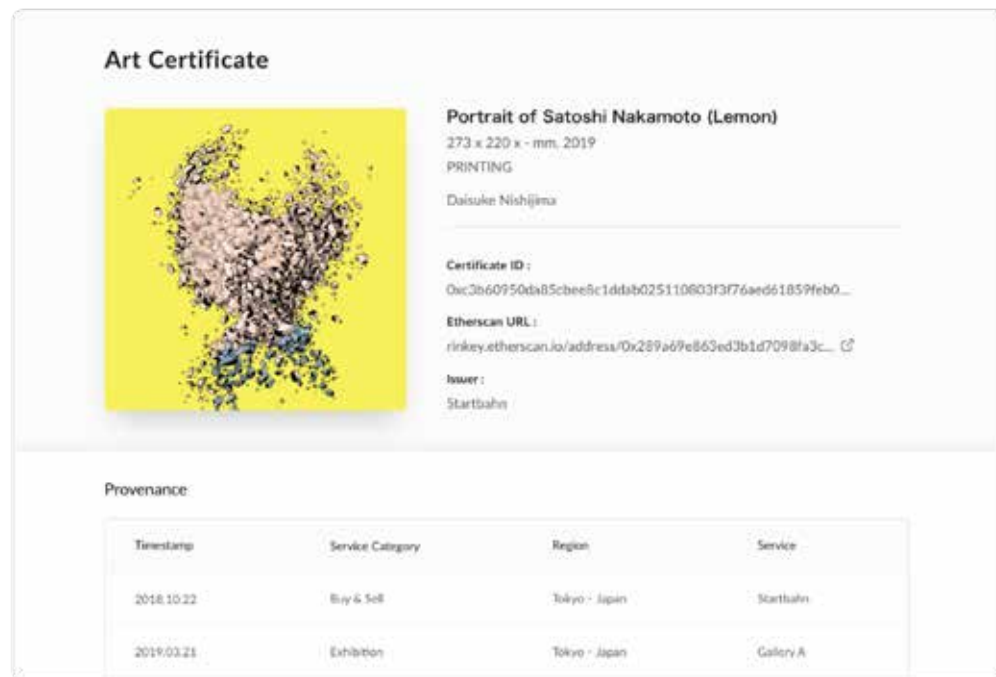 Art Certificate
Portrait of Satoshi Nakamoto (Lemon)
273 x 220 x - mm, 2019
PRINTING
Daisuke Nishijima
Certificate ID :
0xc3b60950da85cbee8c1ddab025110803f3f76aed61859feb0...
Etherscan URL :
rinkey.etherscan.io/address/0x289a69e863ed3b1d7098fa3c...
Issuer :
Startbahn
Provenance
Timestamp Service Category Region Service
2018.10.22 Buy & Sell Tokyo - Japan Startbahn
2019.03.21 Exhibition Tokyo - Japan Gallery A